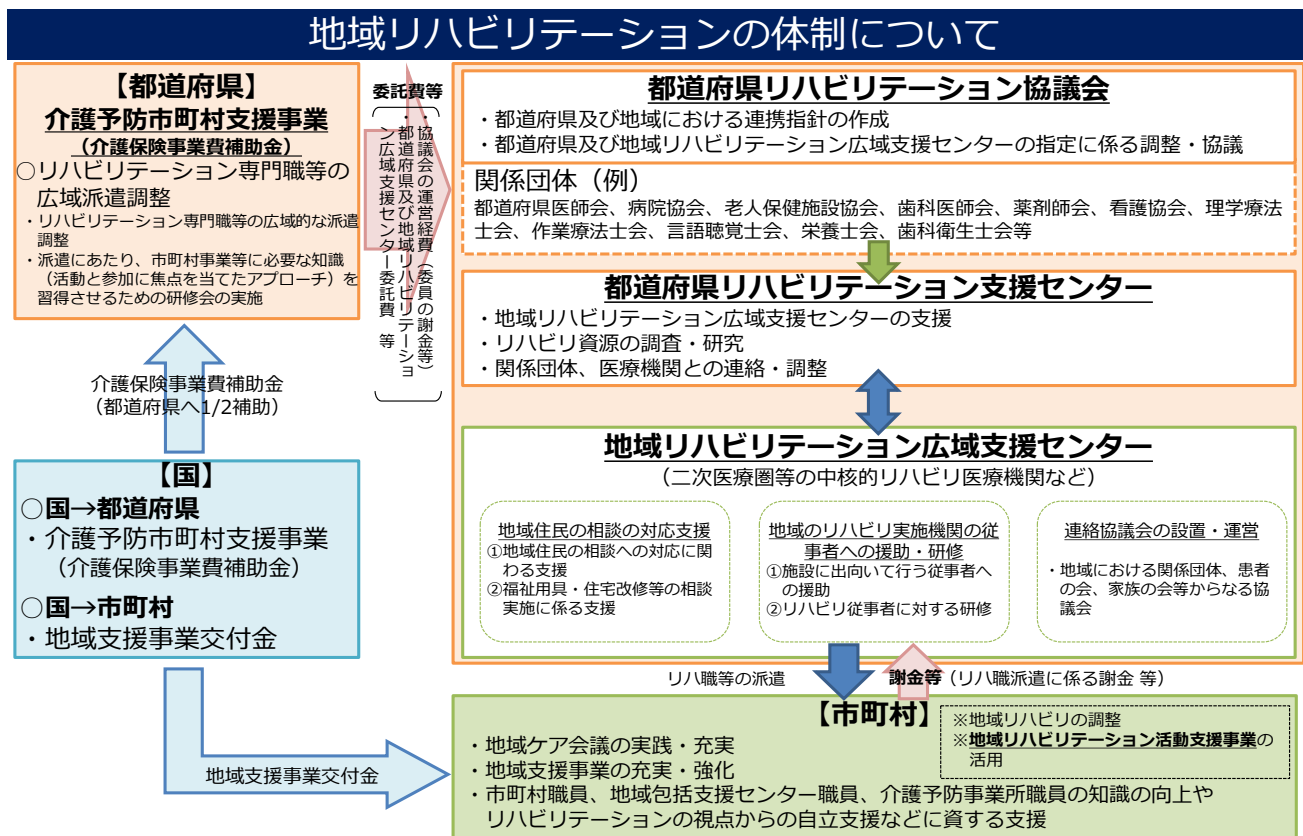 地域リハビリテーションの体制について
【都道府県】
介護予防市町村支援事業
(介護保険事業費補助金)
○リハビリテーション専門職等の
広域派遣調整
・リハビリテーション専門職等の広域的な派遣
調整
・派遣にあたり、市町村事業等に必要な知識
（活動と参加に焦点を当てたアプローチ）を
習得させるための研修会の実施
委託費等
・協議会の運営経費（委員の謝金等）
・都道府県及び地域リハビリテーショ
ン広域支援センター委託費　等
都道府県リハビリテーション協議会
・都道府県及び地域における連携指針の作成
・都道府県及び地域リハビリテーション広域支援センターの指定に係る調整・協議
関係団体（例）
都道府県医師会、病院協会、老人保健施設協会、歯科医師会、薬剤師会、看護協会、理学療法
士会、作業療法士会、言語聴覚士会、栄養士会、歯科衛生士会等
都道府県リハビリテーション支援センター
・地域リハビリテーション広域支援センターの支援
・リハビリ資源の調査・研究
・関係団体、医療機関との連絡・調整
介護保険事業費補助金
（都道府県へ1/2補助）
【国】
○国→都道府県
・介護予防市町村支援事業
（介護保険事業費補助金）
○国→市町村
・地域支援事業交付金
地域リハビリテーション広域支援センター
（二次医療圏等の中核的リハビリ医療機関など）
地域住民の相談の対応支援
①地域住民の相談への対応に関
わる支援
②福祉用具・住宅改修等の相談
実施に係る支援
地域のリハビリ実施機関の従
事者への援助・研修
①施設に出向いて行う従事者へ
の援助
②リハビリ従事者に対する研修
連絡協議会の設置・運営
・地域における関係団体、患者
の会、家族の会等からなる協
議会
リハ職等の派遣
謝金等（リハ職派遣に係る謝金 等）
地域支援事業交付金
【市町村】
※地域リハビリの調整
※地域リハビリテーション活動支援事業の
活用
・地域ケア会議の実践・充実
・地域支援事業の充実・強化
・市町村職員、地域包括支援センター職員、介護予防事業所職員の知識の向上や
リハビリテーションの視点からの自立支援などに資する支援